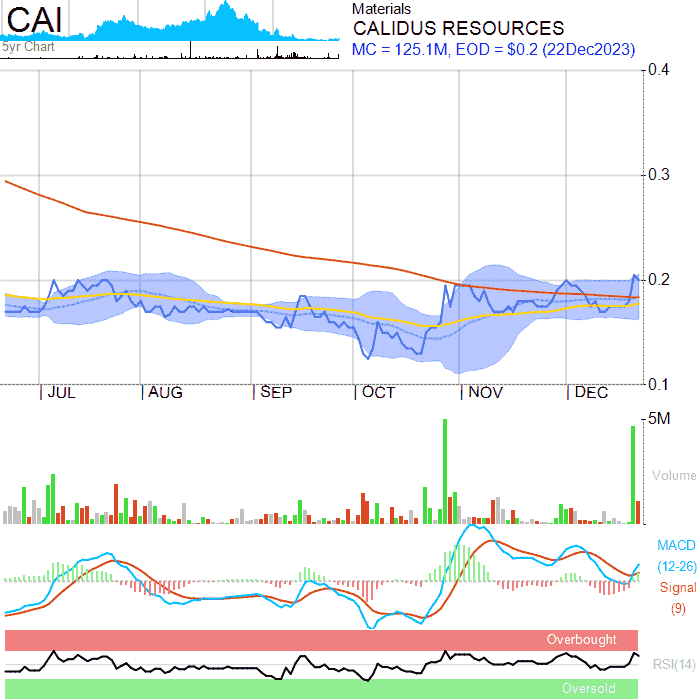 CAI
5yr Chart
Materials
CALIDUS RESOURCES
MC = 125.1M, EOD = $0.2 (22Dec2023)
0.4
0.3
0.2
0.1
JUL AUG SEP OCT NOV DEC
5M
Volume
MACD
(12-26)
Signal
(9)
Overbought
RSI(14)
Oversold